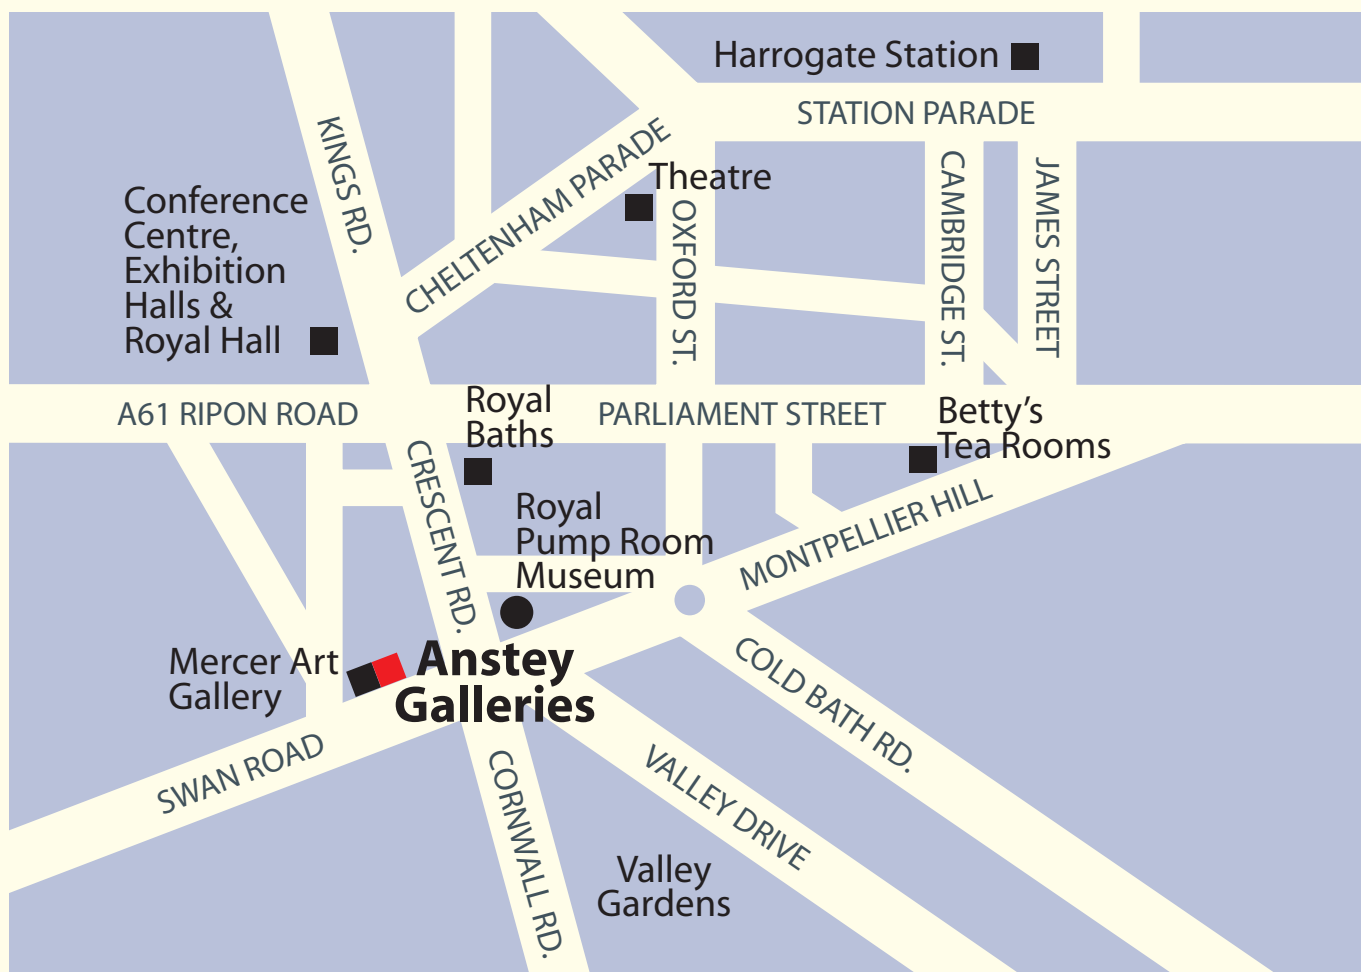 Harrogate Station
STATION PARADE
KINGS RD.
CHELTENHAM PARADE
Theatre
OXFORD ST.
CAMBRIDGE ST.
JAMES STREET
Conference
Centre,
Exhibition
Halls &
Royal Hall
A61 RIPON ROAD
Royal
Baths
PARLIAMENT STREET
Betty’s
Tea Rooms
CRESCENT RD.
Royal
Pump Room
Museum
MONTPELLIER HILL
Mercer Art
Gallery
Anstey
Galleries
COLD BATH RD.
SWAN ROAD
CORNWALL RD.
VALLEY DRIVE
Valley
Gardens